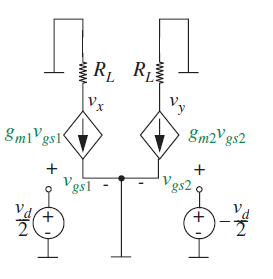 R_L R_L
v_x v_y
g_m1 v_gs1 g_m2 v_gs2
+ +
v_gs1 - - v_gs2
v_d/2 + - + - -v_d/2